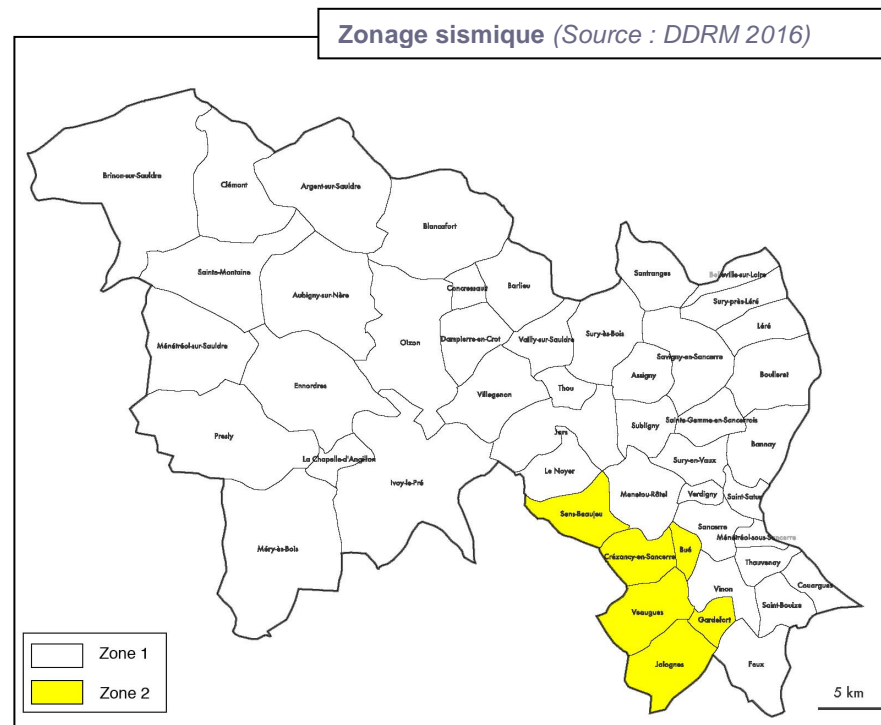 Zonage sismique (Source : DDRM 2016)
Brinon-sur-Sauldre
Clémont
Argent-sur-Sauldre
Blancafort
Santranges
Belleville-sur-Loire
Sainte-Montaine
Concressault
Barlieu
Aubigny-sur-Nère
Sury-près-Léré
Léré
Ménétréol-sur-Sauldre
Oizon
Dampierre-en-Crot
Vailly-sur-Sauldre
Sury-ès-Bois
Savigny-en-Sancerre
Assigny
Boulleret
Ennordres
Villegenon
Thou
Presly
Jars
Subligny
Sainte-Gemme-en-Sancerrois
Bannay
La Chapelle-d'Angillon
Le Noyer
Sury-en-Vaux
Ivoy-le-Pré
Menetou-Râtel
Verdigny
Saint-Satur
Sens-Beaujeu
Sancerre
Ménétréol-sous-Sancerre
Méry-ès-Bois
Crézancy-en-Sancerre
Bué
Thauvenay
Vinon
Couargues
Saint-Bouize
Veaugues
Gardefort
Jalognes
Feux
Zone 1
Zone 2
5 km